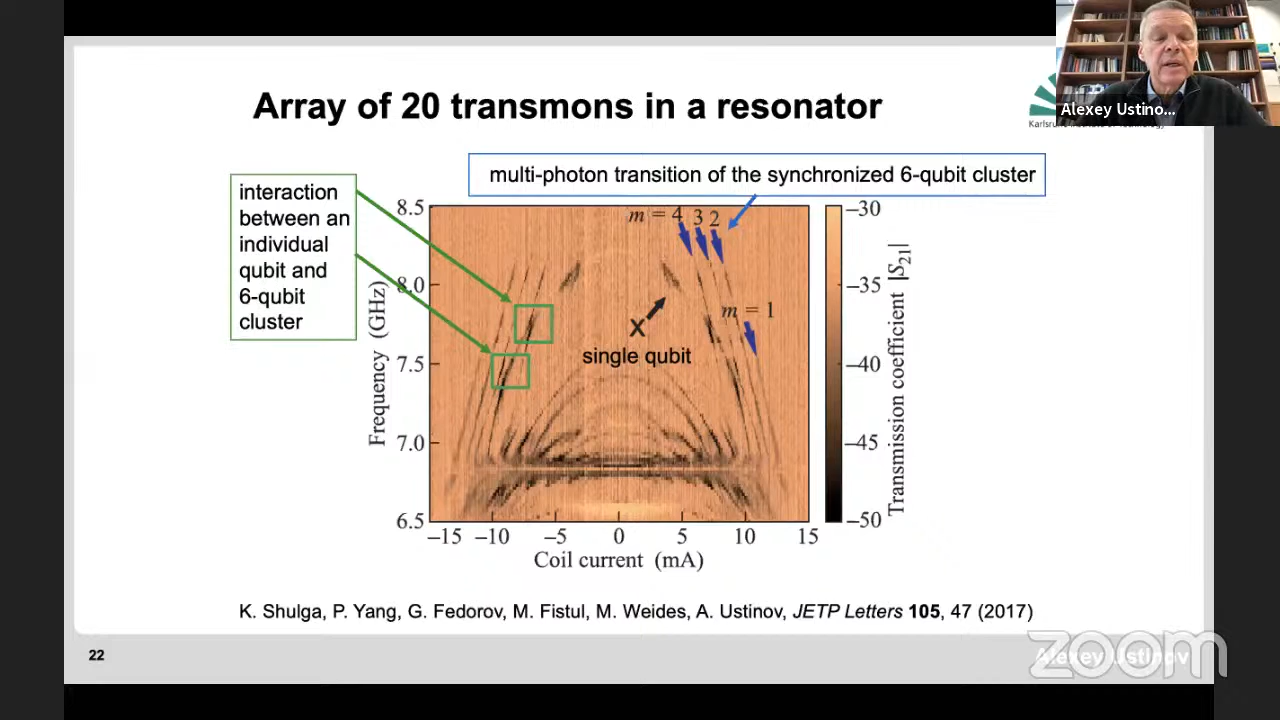 Array of 20 transmons in a resonator
Alexey Ustino...
interaction
between an
individual
qubit and
6-qubit
cluster
multi-photon transition of the synchronized 6-qubit cluster
m = 4 3 2
m = 1
X
single qubit
Frequency (GHz)
8.5
8.0
7.5
7.0
6.5
−15 −10 −5 0 5 10 15
Coil current (mA)
−30
−35
−40
−45
−50
Transmission coefficient |S21|
K. Shulga, P. Yang, G. Fedorov, M. Fistul, M. Weides, A. Ustinov, JETP Letters 105, 47 (2017)
22
Alexey Ustinov
zoom